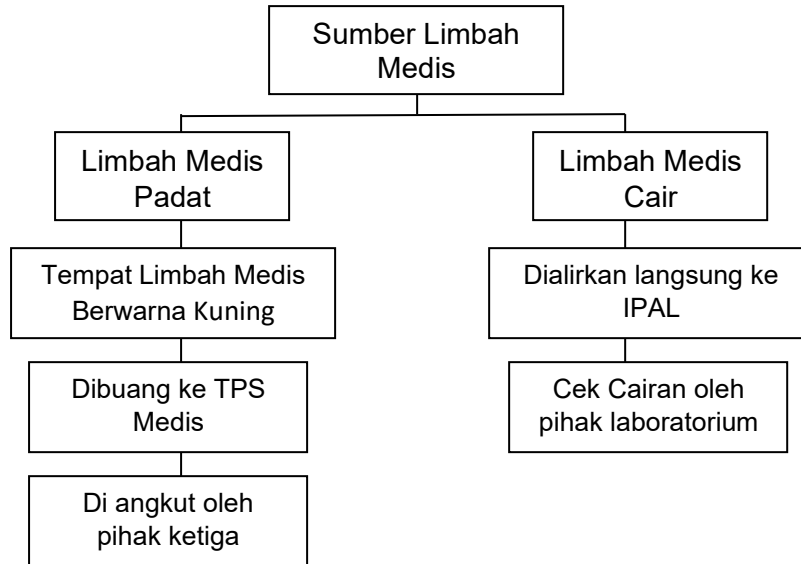 Sumber Limbah
Medis
Limbah Medis
Padat
Limbah Medis
Cair
Tempat Limbah Medis
Berwarna Kuning
Dialirkan langsung ke
IPAL
Dibuang ke TPS
Medis
Cek Cairan oleh
pihak laboratorium
Di angkut oleh
pihak ketiga